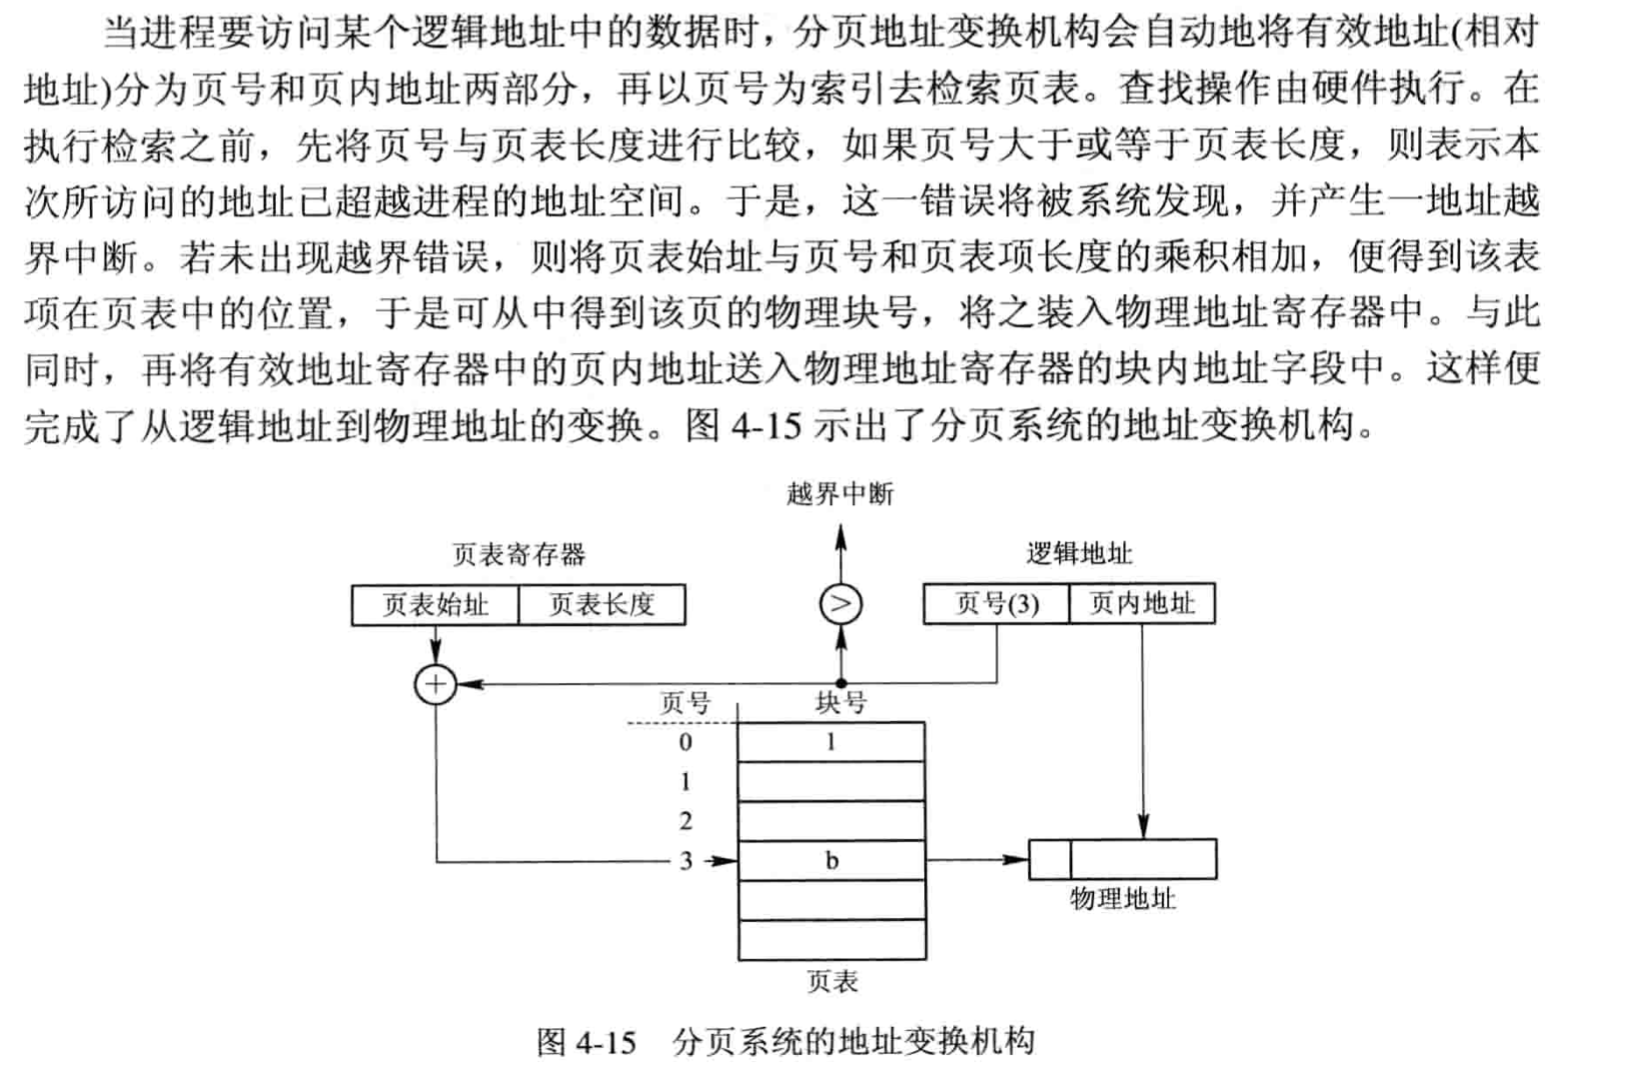 当进程要访问某个逻辑地址中的数据时，分页地址变换机构会自动地将有效地址(相对
地址)分为页号和页内地址两部分，再以页号为索引去检索页表。查找操作由硬件执行。在
执行检索之前，先将页号与页表长度进行比较，如果页号大于或等于页表长度，则表示本
次所访问的地址已超越进程的地址空间。于是，这一错误将被系统发现，并产生一地址越
界中断。若未出现越界错误，则将页表始址与页号和页表项长度的乘积相加，便得到该表
项在页表中的位置，于是可从中得到该页的物理块号，将之装入物理地址寄存器中。与此
同时，再将有效地址寄存器中的页内地址送入物理地址寄存器的块内地址字段中。这样便
完成了从逻辑地址到物理地址的变换。图 4-15 示出了分页系统的地址变换机构。
越界中断
页表寄存器
逻辑地址
页表始址 页表长度
>
页号(3) 页内地址
+
页号 块号
0 1
1
2
3 b
物理地址
页表
图 4-15 分页系统的地址变换机构